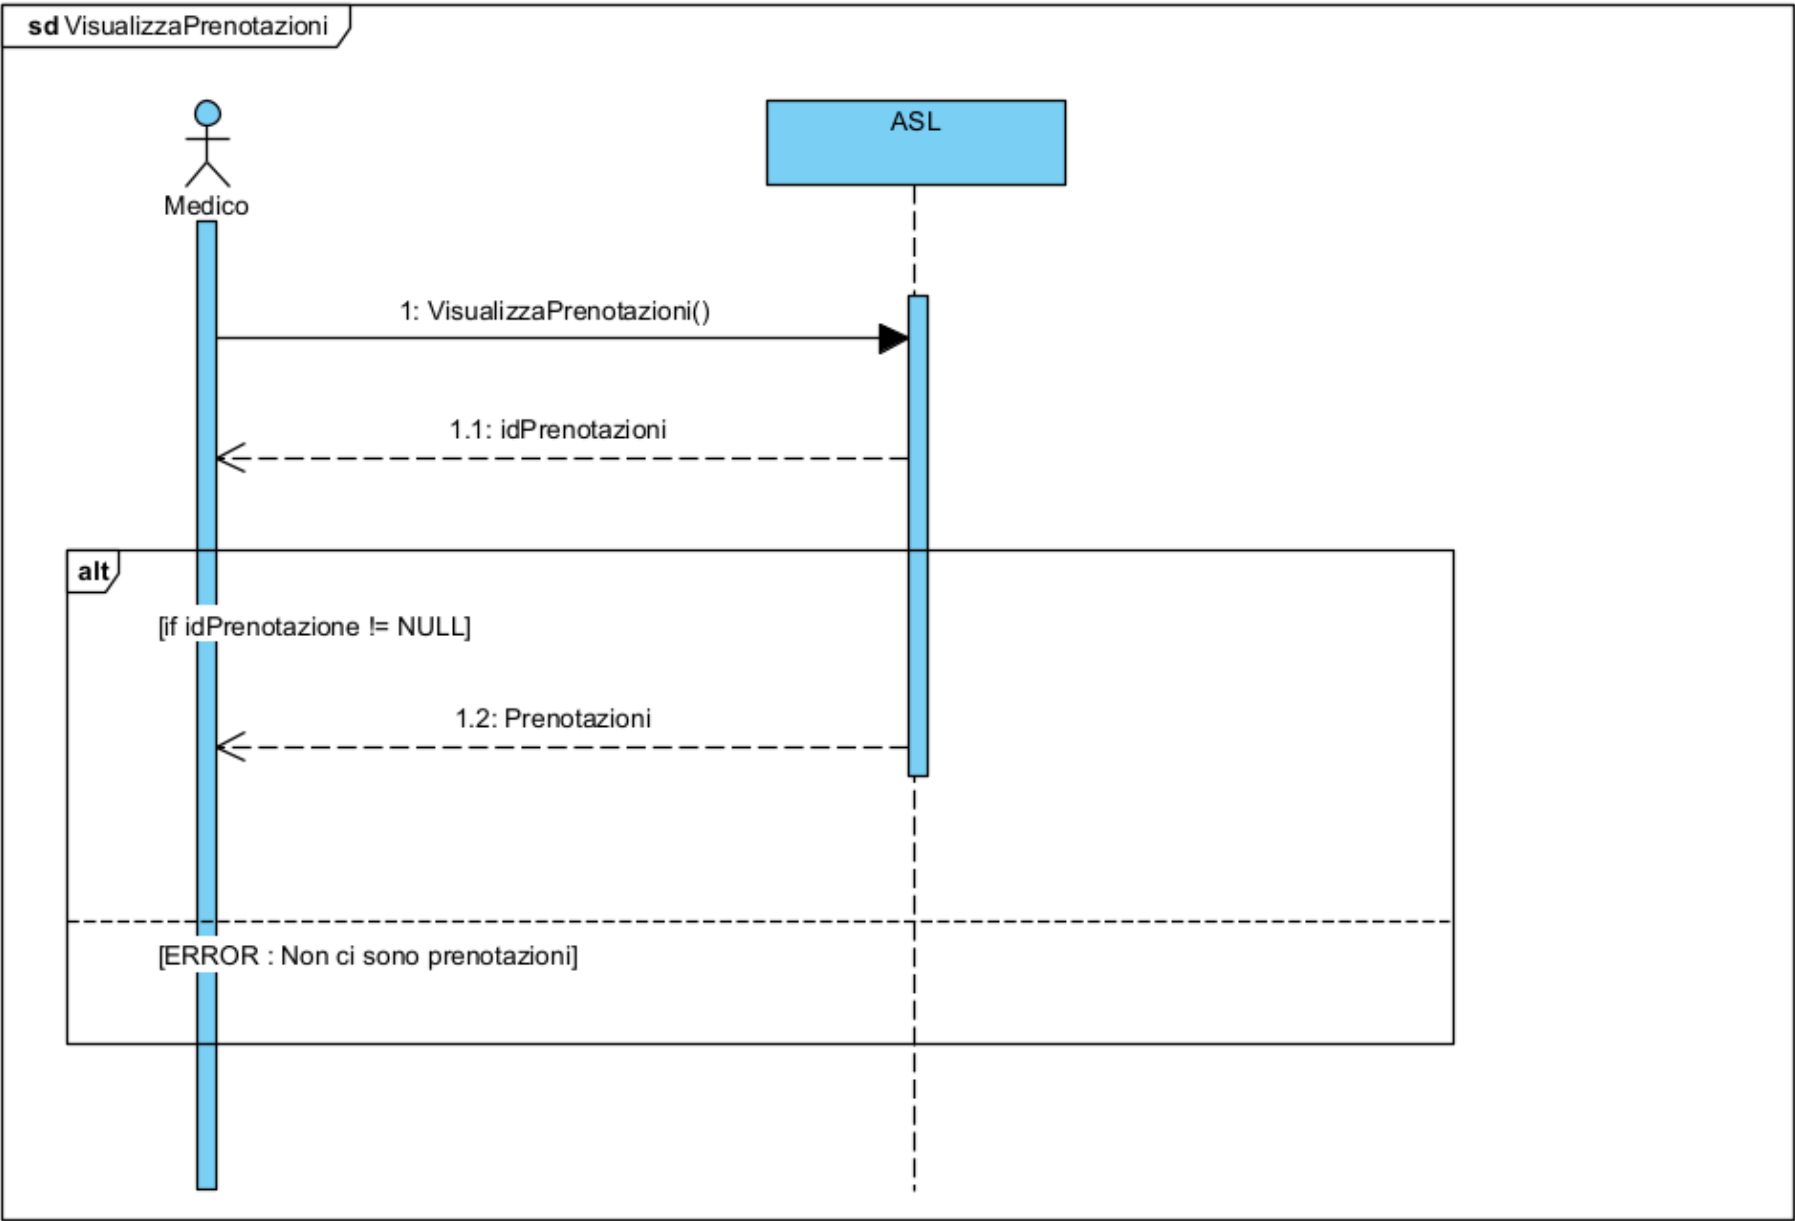 sd VisualizzaPrenotazioni
ASL
Medico
1: VisualizzaPrenotazioni()
1.1: idPrenotazioni
alt
[if idPrenotazione != NULL]
1.2: Prenotazioni
[ERROR : Non ci sono prenotazioni]